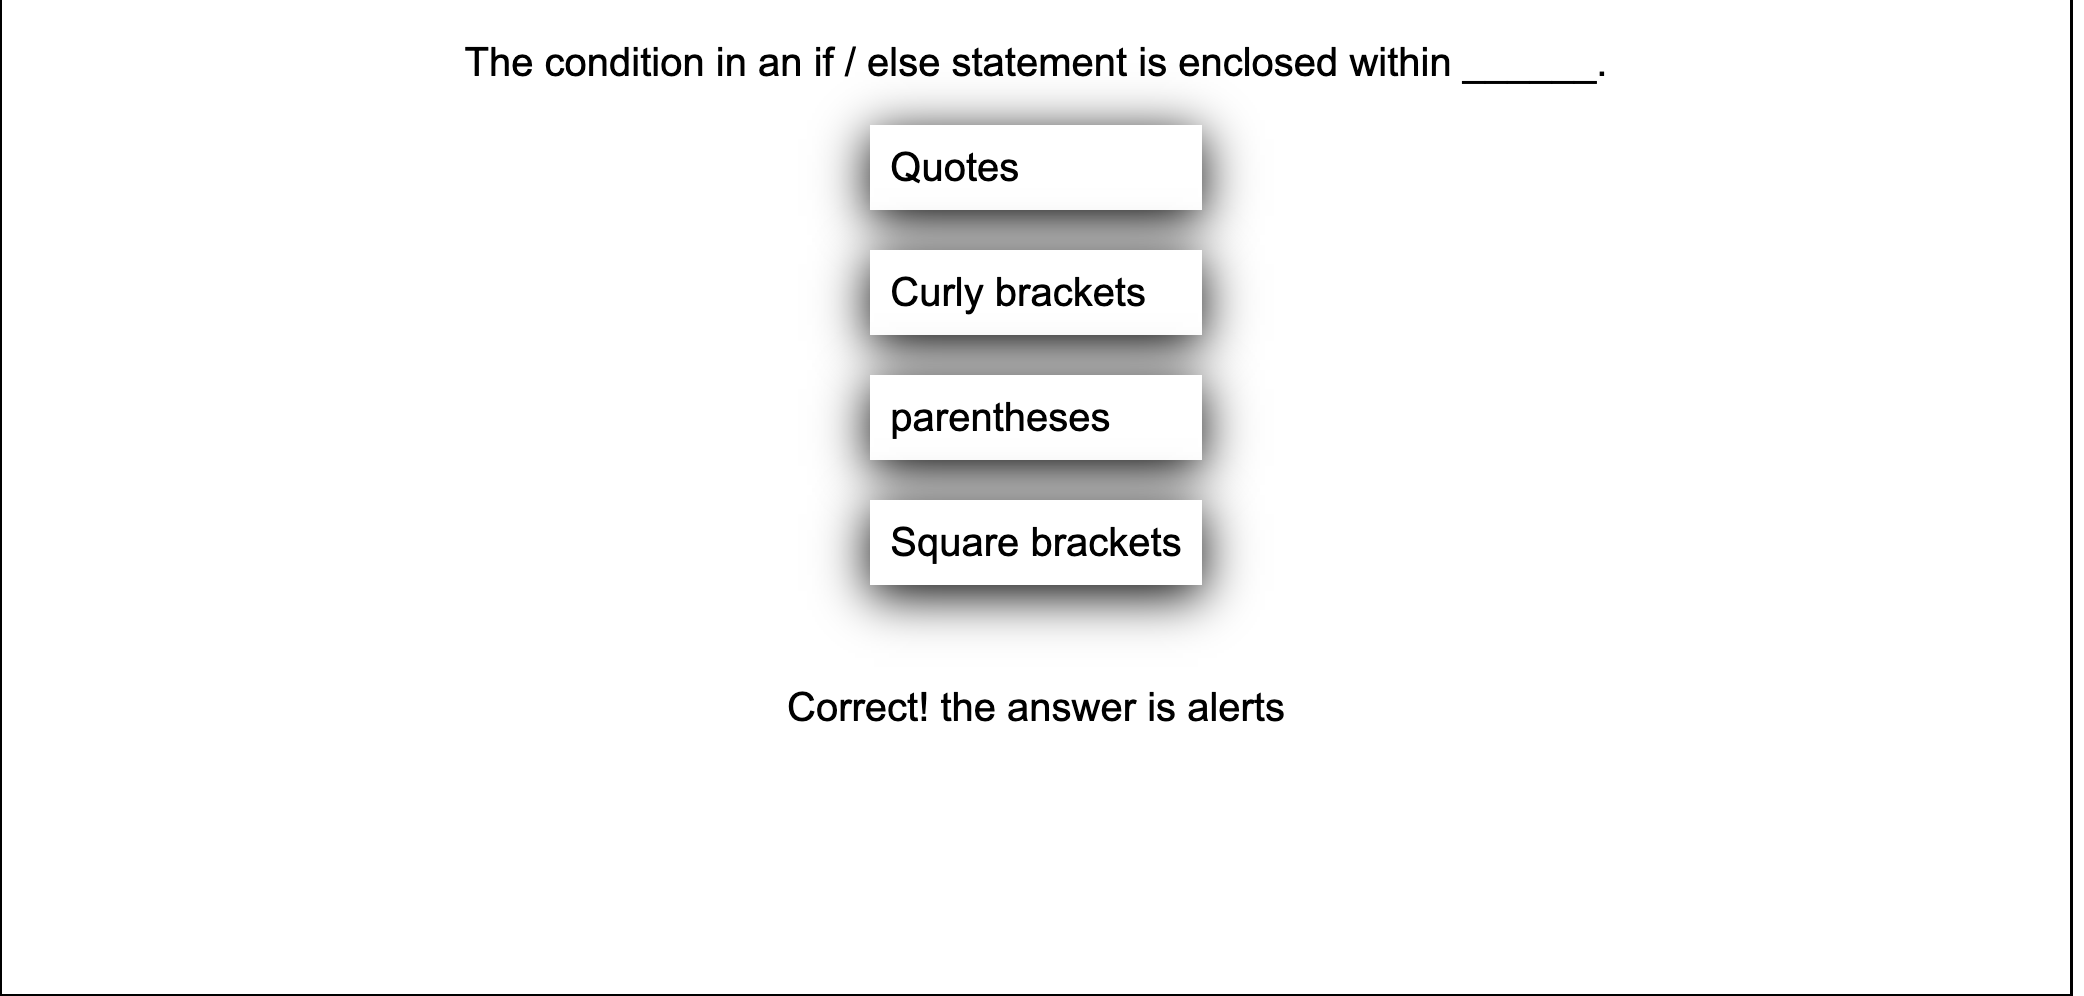 The condition in an if / else statement is enclosed within ______.
Quotes
Curly brackets
parentheses
Square brackets
Correct! the answer is alerts